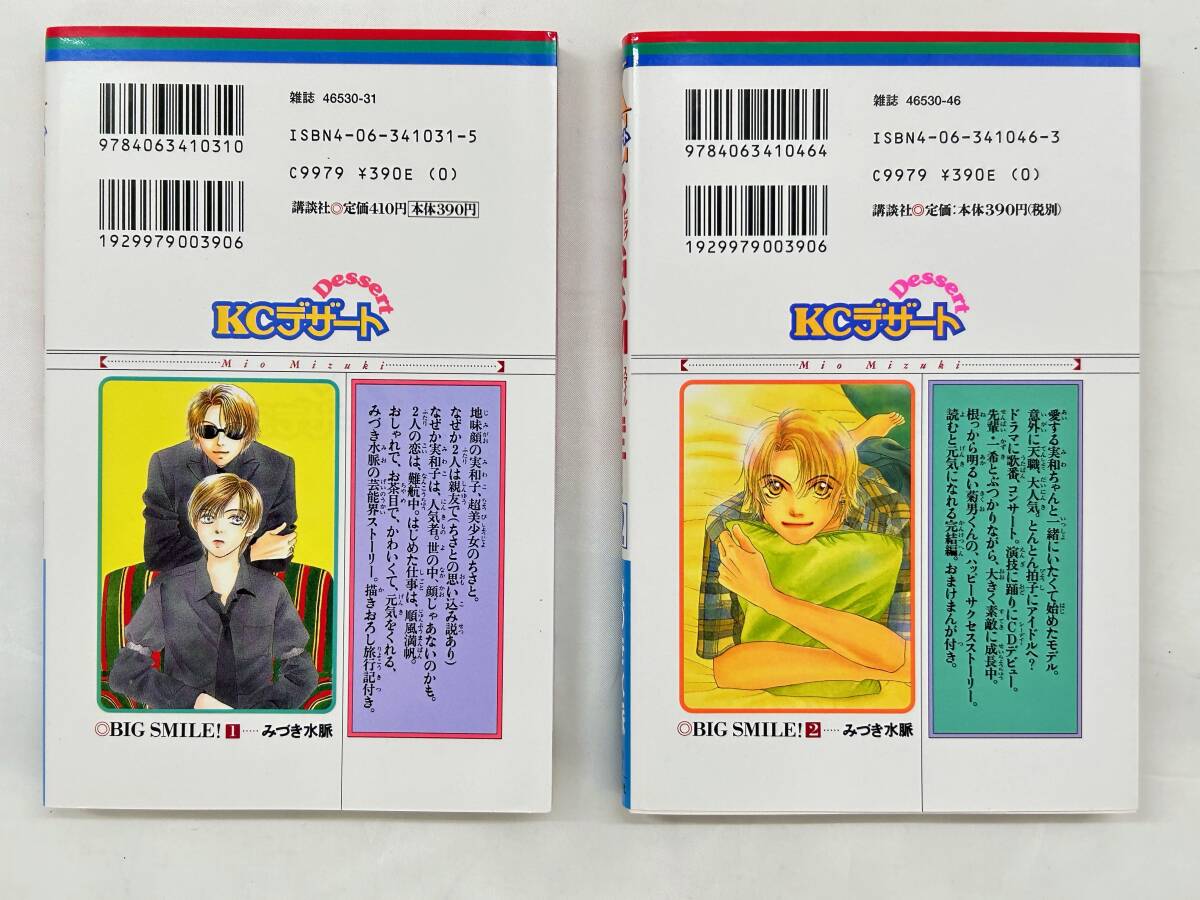 雑誌 46530-31
ISBN4-06-341031-5
9784063410310
C9979 ¥390E (0)
講談社◎定価410円 本体390円
1929979003906
Dessert
KCデザート
Mio Mizuki
地味顔の実和子、超美少女のちさと。
なぜか2人は親友で(ちさとの思い込み説あり)
なぜか実和子は、人気者。世の中、顔じゃあないのかも。
2人の恋は、難航中。はじめた仕事は、順風満帆。
おしゃれで、お茶目で、かわいくて、元気をくれる、
みづき水脈の芸能界ストーリー。描きおろし旅行記付き。
◎BIG SMILE! 1 ····· みづき水脈
雑誌 46530-46
ISBN4-06-341046-3
9784063410464
C9979 ¥390E (0)
講談社◎定価:本体390円(税別)
1929979003906
Dessert
KCデザート
Mio Mizuki
愛する実和ちゃんと一緒にいたくて始めたモデル。
意外に天職、大人気。とんとん拍子にアイドルへ?
ドラマに歌番、コンサート。演技に踊りにCDデビュー。
先輩・一希とぶつかりながら、大きく素敵に成長中。
根っから明るい菊男くんの、ハッピーサクセスストーリー。
読むと元気になれる完結編。おまけまんが付き。
◎BIG SMILE! 2 ····· みづき水脈